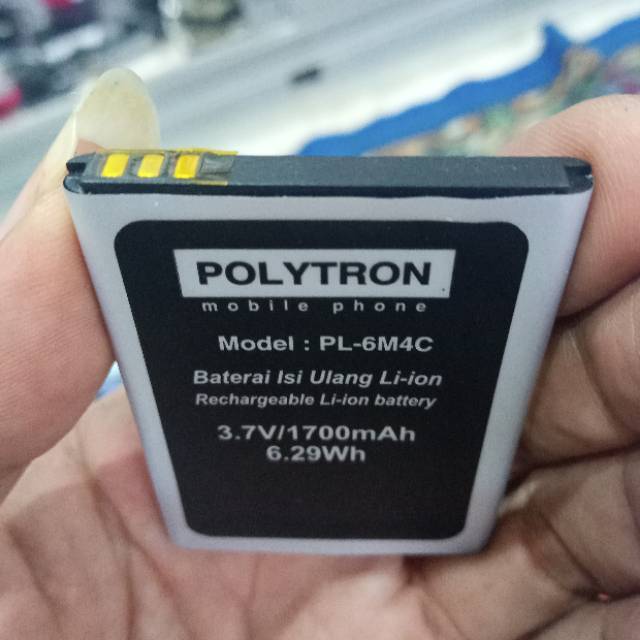 POLYTRON
mobile phone
Model : PL-6M4C
Baterai Isi Ulang Li-ion
Rechargeable Li-ion battery
3.7V/1700mAh
6.29Wh